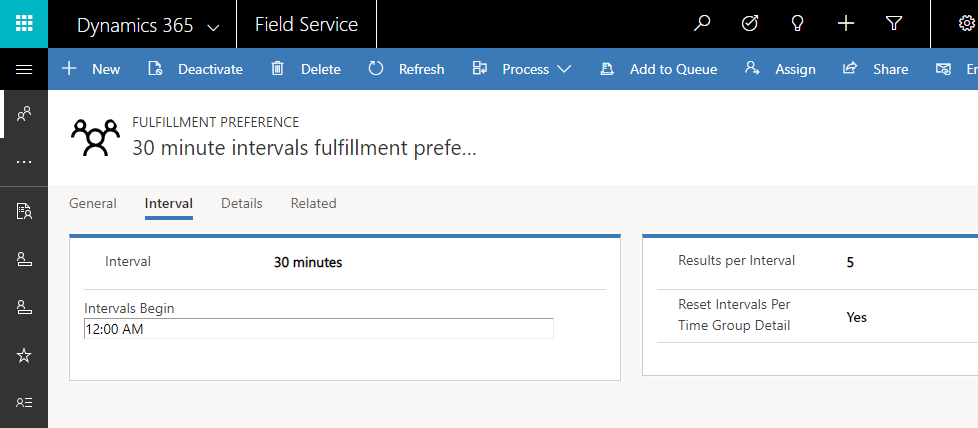 Dynamics 365 Field Service
New Deactivate Delete Refresh Process Add to Queue Assign Share En
FULFILLMENT PREFERENCE
30 minute intervals fulfillment prefe...
General Interval Details Related
Interval 30 minutes
Intervals Begin
12:00 AM
Results per Interval 5
Reset Intervals Per
Time Group Detail Yes